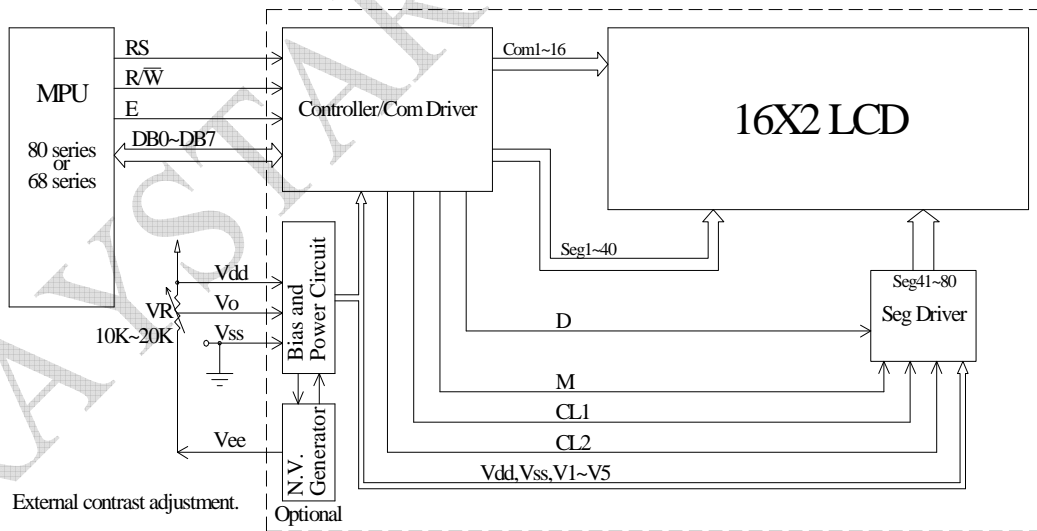 RS
R/W̅
E
DB0~DB7
MPU
80 series
or
68 series
Controller/Com Driver
Com1~16
16X2 LCD
Seg1~40
Seg41~80
Seg Driver
Vdd
Vo
VR
10K~20K
Vss
Bias and
Power Circuit
D
M
CL1
CL2
Vdd,Vss,V1~V5
Vee
N.V.
Generator
Optional
External contrast adjustment.
RAYSTAR